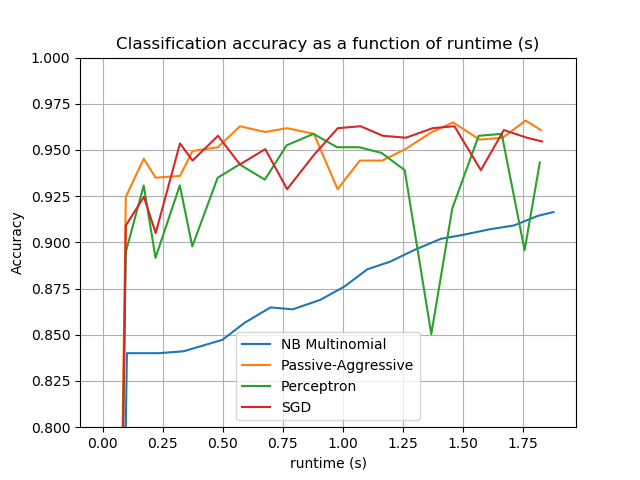 Classification accuracy as a function of runtime (s)
1.000
0.975
0.950
0.925
0.900
0.875
0.850
0.825
0.800
Accuracy
NB Multinomial
Passive-Aggressive
Perceptron
SGD
0.00 0.25 0.50 0.75 1.00 1.25 1.50 1.75
runtime (s)